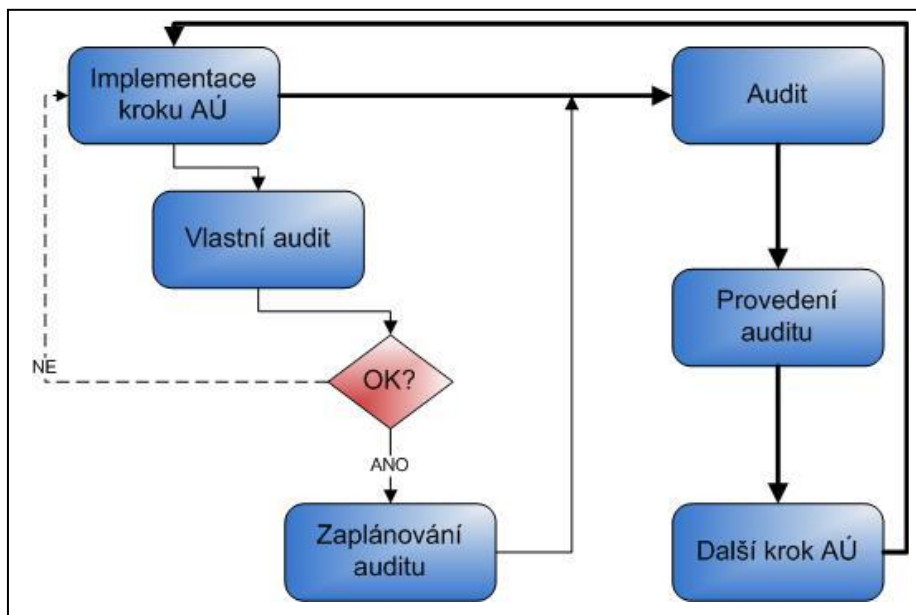 Implementace
kroku AÚ
Audit
Vlastní audit
Provedení
auditu
NE
OK?
ANO
Zaplánování
auditu
Další krok AÚ